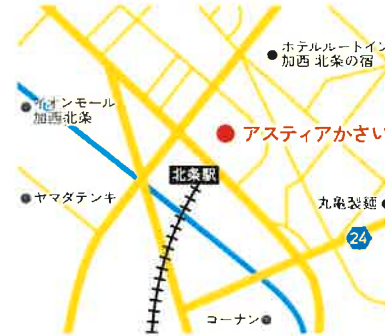 ホテルルートイン
加西 北条の宿
イオンモール
加西北条
アスティアかさい
北条駅
ヤマダデンキ
丸亀製麺
24
コーナン